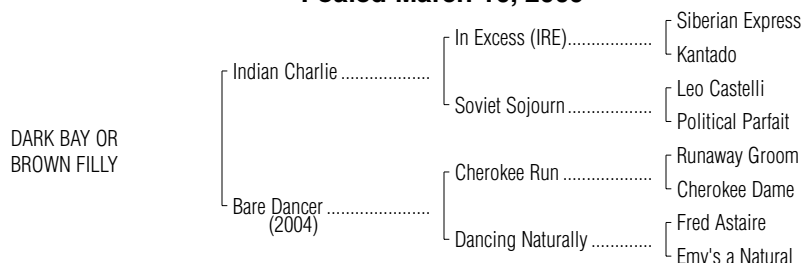 Foaled March
Siberian Express
In Excess (IRE)....................
Kantado
Indian Charlie ...................
Leo Castelli
Soviet Sojourn....................
Political Parfait
DARK BAY OR
BROWN FILLY
Runaway Groom
Cherokee Run ....................
Cherokee Dame
Bare Dancer .......................
(2004)
Fred Astaire
Dancing Naturally .............
Emy's a Natural